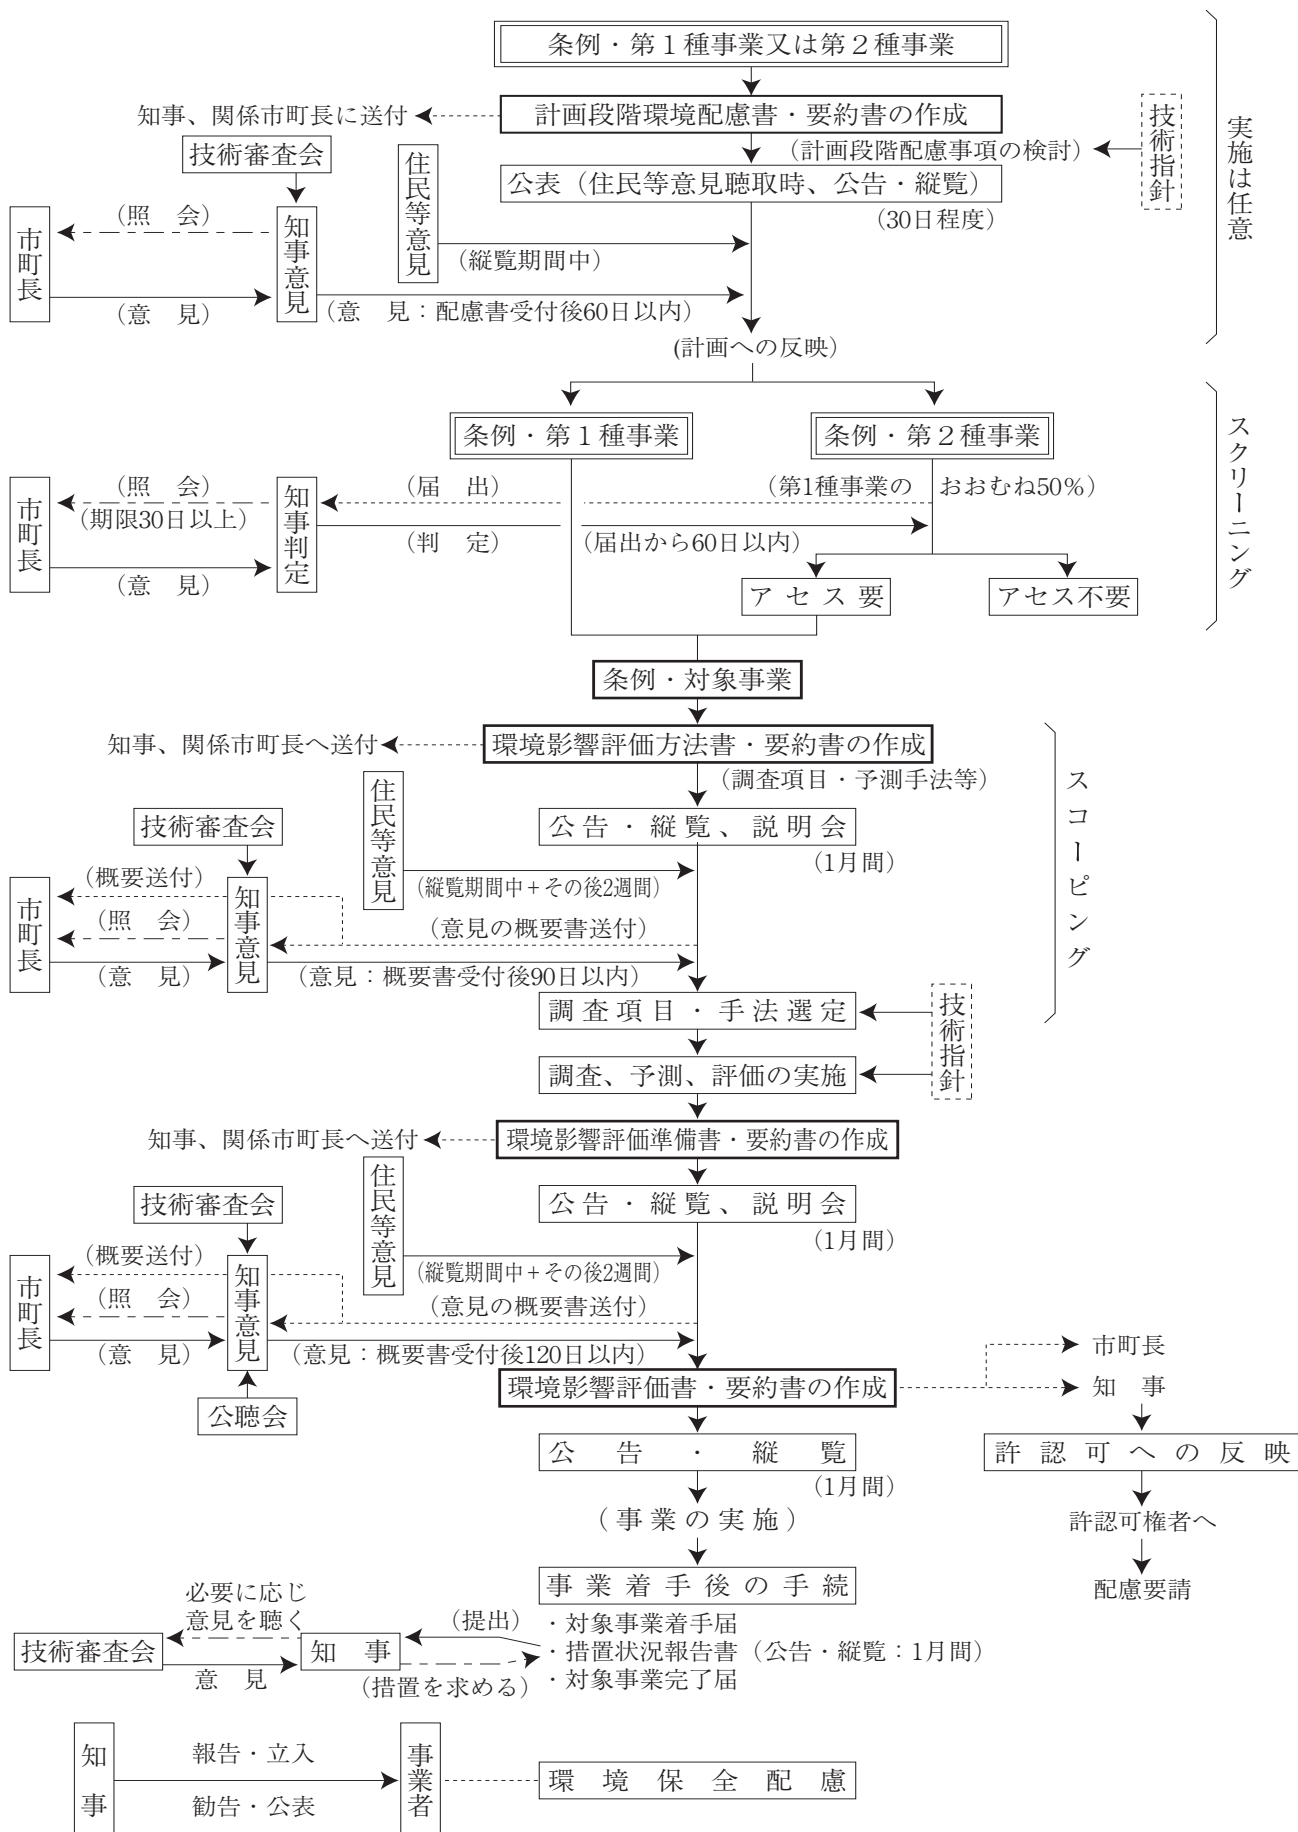 条例・第１種事業又は第２種事業
知事、関係市町長に送付
計画段階環境配慮書・要約書の作成
(計画段階配慮事項の検討)
技術指針
実施は任意
技術審査会
住民等意見
公表（住民等意見聴取時、公告・縦覧）
(30日程度)
市町長
(照　会)
知事意見
(縦覧期間中)
(意　見)
(意　見：配慮書受付後60日以内)
(計画への反映)
条例・第１種事業
条例・第２種事業
スクリーニング
市町長
(照　会)
(期限30日以上)
知事判定
(届　出)
(第1種事業の　おおむね50%)
(判　定)
(届出から60日以内)
(意　見)
アセス要
アセス不要
条例・対象事業
知事、関係市町長へ送付
環境影響評価方法書・要約書の作成
(調査項目・予測手法等)
スコーピング
住民等意見
技術審査会
公告・縦覧、説明会
(1月間)
(縦覧期間中＋その後2週間)
市町長
(概要送付)
(照　会)
知事意見
(意見の概要書送付)
(意　見)
(意見：概要書受付後90日以内)
調査項目・手法選定
技術指針
調査、予測、評価の実施
知事、関係市町長へ送付
環境影響評価準備書・要約書の作成
住民等意見
技術審査会
公告・縦覧、説明会
(1月間)
(縦覧期間中＋その後2週間)
市町長
(概要送付)
(照　会)
知事意見
(意見の概要書送付)
(意　見)
(意見：概要書受付後120日以内)
市町長
環境影響評価書・要約書の作成
知　事
公聴会
公告・縦覧
(1月間)
許認可への反映
(事業の実施)
許認可権者へ
事業着手後の手続
配慮要請
必要に応じ
意見を聴く
(提出)
・対象事業着手届
技術審査会
知　事
・措置状況報告書（公告・縦覧：1月間）
意　見
(措置を求める)
・対象事業完了届
知事
報告・立入
勧告・公表
事業者
環境保全配慮